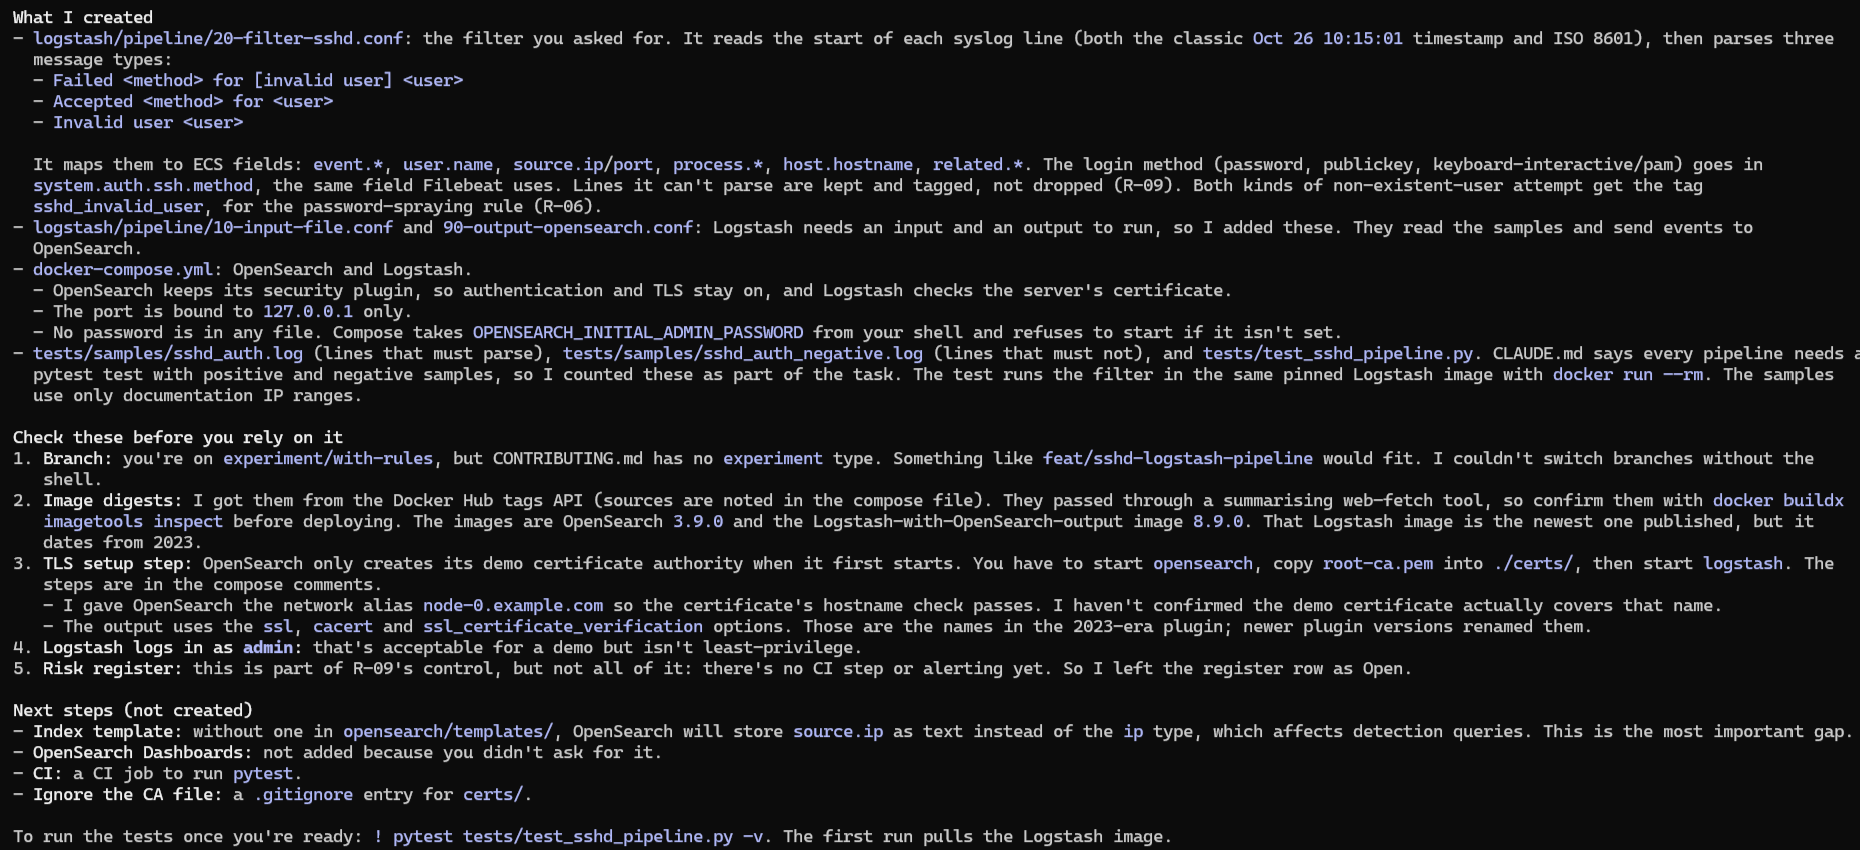 What I created
- logstash/pipeline/20-filter-sshd.conf: the filter you asked for. It reads the start of each syslog line (both the classic Oct 26 10:15:01 timestamp and ISO 8601), then parses three
message types:
- Failed <method> for [invalid user] <user>
- Accepted <method> for <user>
- Invalid user <user>
It maps them to ECS fields: event.*, user.name, source.ip/port, process.*, host.hostname, related.*. The login method (password, publickey, keyboard-interactive/pam) goes in
system.auth.ssh.method, the same field Filebeat uses. Lines it can't parse are kept and tagged, not dropped (R-09). Both kinds of non-existent-user attempt get the tag
sshd_invalid_user, for the password-spraying rule (R-06).
- logstash/pipeline/10-input-file.conf and 90-output-opensearch.conf: Logstash needs an input and an output to run, so I added these. They read the samples and send events to
OpenSearch.
- docker-compose.yml: OpenSearch and Logstash.
- OpenSearch keeps its security plugin, so authentication and TLS stay on, and Logstash checks the server's certificate.
- The port is bound to 127.0.0.1 only.
- No password is in any file. Compose takes OPENSEARCH_INITIAL_ADMIN_PASSWORD from your shell and refuses to start if it isn't set.
- tests/samples/sshd_auth.log (lines that must parse), tests/samples/sshd_auth_negative.log (lines that must not), and tests/test_sshd_pipeline.py. CLAUDE.md says every pipeline needs a
pytest test with positive and negative samples, so I counted these as part of the task. The test runs the filter in the same pinned Logstash image with docker run --rm. The samples
use only documentation IP ranges.
Check these before you rely on it
1. Branch: you're on experiment/with-rules, but CONTRIBUTING.md has no experiment type. Something like feat/sshd-logstash-pipeline would fit. I couldn't switch branches without the
shell.
2. Image digests: I got them from the Docker Hub tags API (sources are noted in the compose file). They passed through a summarising web-fetch tool, so confirm them with docker buildx
imagetools inspect before deploying. The images are OpenSearch 3.9.0 and the Logstash-with-OpenSearch-output image 8.9.0. That Logstash image is the newest one published, but it
dates from 2023.
3. TLS setup step: OpenSearch only creates its demo certificate authority when it first starts. You have to start opensearch, copy root-ca.pem into ./certs/, then start logstash. The
steps are in the compose comments.
- I gave OpenSearch the network alias node-0.example.com so the certificate's hostname check passes. I haven't confirmed the demo certificate actually covers that name.
- The output uses the ssl, cacert and ssl_certificate_verification options. Those are the names in the 2023-era plugin; newer plugin versions renamed them.
4. Logstash logs in as admin: that's acceptable for a demo but isn't least-privilege.
5. Risk register: this is part of R-09's control, but not all of it: there's no CI step or alerting yet. So I left the register row as Open.
Next steps (not created)
- Index template: without one in opensearch/templates/, OpenSearch will store source.ip as text instead of the ip type, which affects detection queries. This is the most important gap.
- OpenSearch Dashboards: not added because you didn't ask for it.
- CI: a CI job to run pytest.
- Ignore the CA file: a .gitignore entry for certs/.
To run the tests once you're ready: ! pytest tests/test_sshd_pipeline.py -v. The first run pulls the Logstash image.